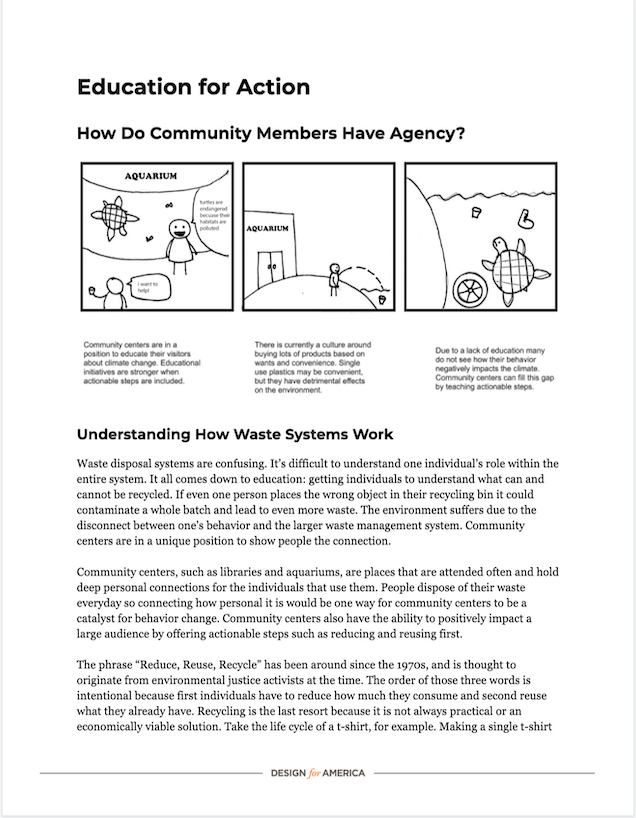 Education for Action
How Do Community Members Have Agency?
AQUARIUM
turtles are
endangered
becuase their
habitats are
polluted
I want to
help!
AQUARIUM
Community centers are in a
position to educate their visitors
about climate change. Educational
initiatives are stronger when
actionable steps are included.
There is currently a culture around
buying lots of products based on
wants and convenience. Single
use plastics may be convenient,
but they have detrimental effects
on the environment.
Due to a lack of education many
do not see how their behavior
negatively impacts the climate.
Community centers can fill this gap
by teaching actionable steps.
Understanding How Waste Systems Work
Waste disposal systems are confusing. It’s difficult to understand one individual’s role within the
entire system. It all comes down to education: getting individuals to understand what can and
cannot be recycled. If even one person places the wrong object in their recycling bin it could
contaminate a whole batch and lead to even more waste. The environment suffers due to the
disconnect between one’s behavior and the larger waste management system. Community
centers are in a unique position to show people the connection.
Community centers, such as libraries and aquariums, are places that are attended often and hold
deep personal connections for the individuals that use them. People dispose of their waste
everyday so connecting how personal it is would be one way for community centers to be a
catalyst for behavior change. Community centers also have the ability to positively impact a
large audience by offering actionable steps such as reducing and reusing first.
The phrase “Reduce, Reuse, Recycle” has been around since the 1970s, and is thought to
originate from environmental justice activists at the time. The order of those three words is
intentional because first individuals have to reduce how much they consume and second reuse
what they already have. Recycling is the last resort because it is not always practical or an
economically viable solution. Take the life cycle of a t-shirt, for example. Making a single t-shirt
DESIGN for AMERICA